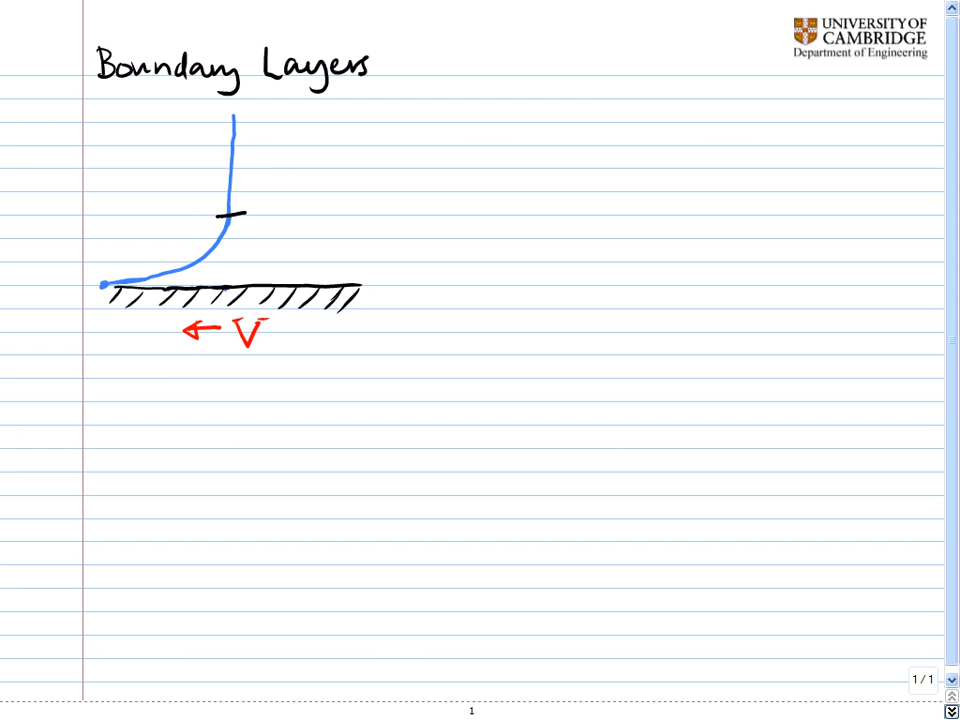 UNIVERSITY OF
CAMBRIDGE
Department of Engineering
Boundary Layers
V
1 / 1
1